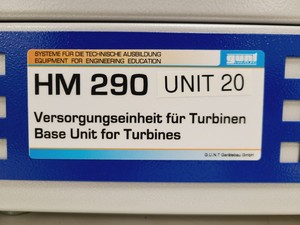 SYSTEME FÜR DIE TECHNISCHE AUSBILDUNG
EQUIPMENT FOR ENGINEERING EDUCATION
gunt
HM 290 UNIT 20
Versorgungseinheit für Turbinen
Base Unit for Turbines
G.U.N.T Gerätebau GmbH